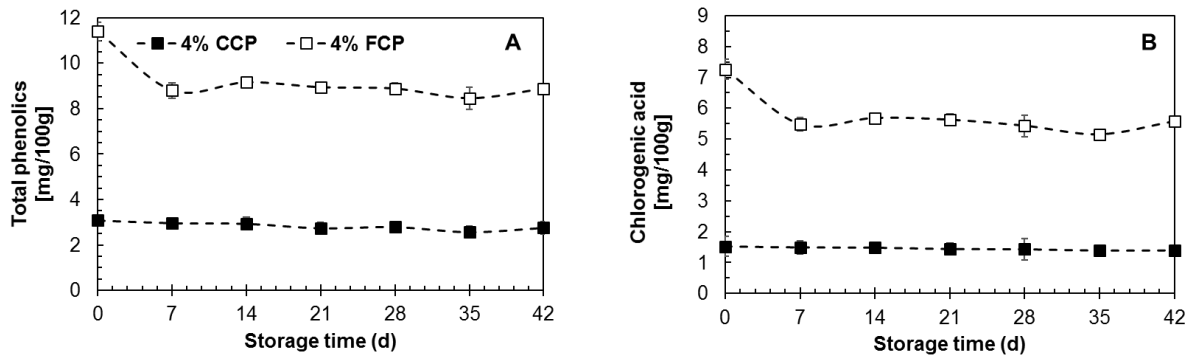 Total phenolics
[mg/100g]
12
10
8
6
4
2
0
4% CCP
4% FCP
A
0 7 14 21 28 35 42
Storage time (d)
Chlorogenic acid
[mg/100g]
9
8
7
6
5
4
3
2
1
0
B
0 7 14 21 28 35 42
Storage time (d)